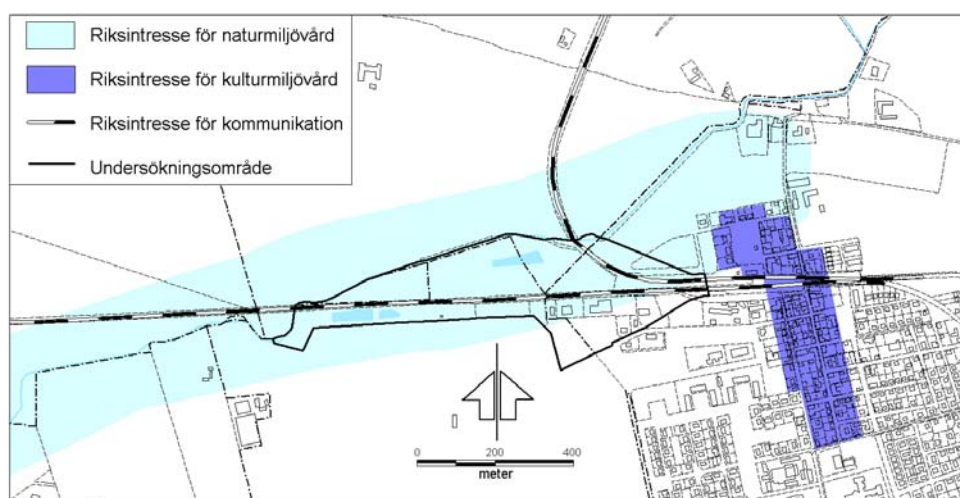 Riksintresse för naturmiljövård
Riksintresse för kulturmiljövård
Riksintresse för kommunikation
Undersökningsområde
0 200 400
meter